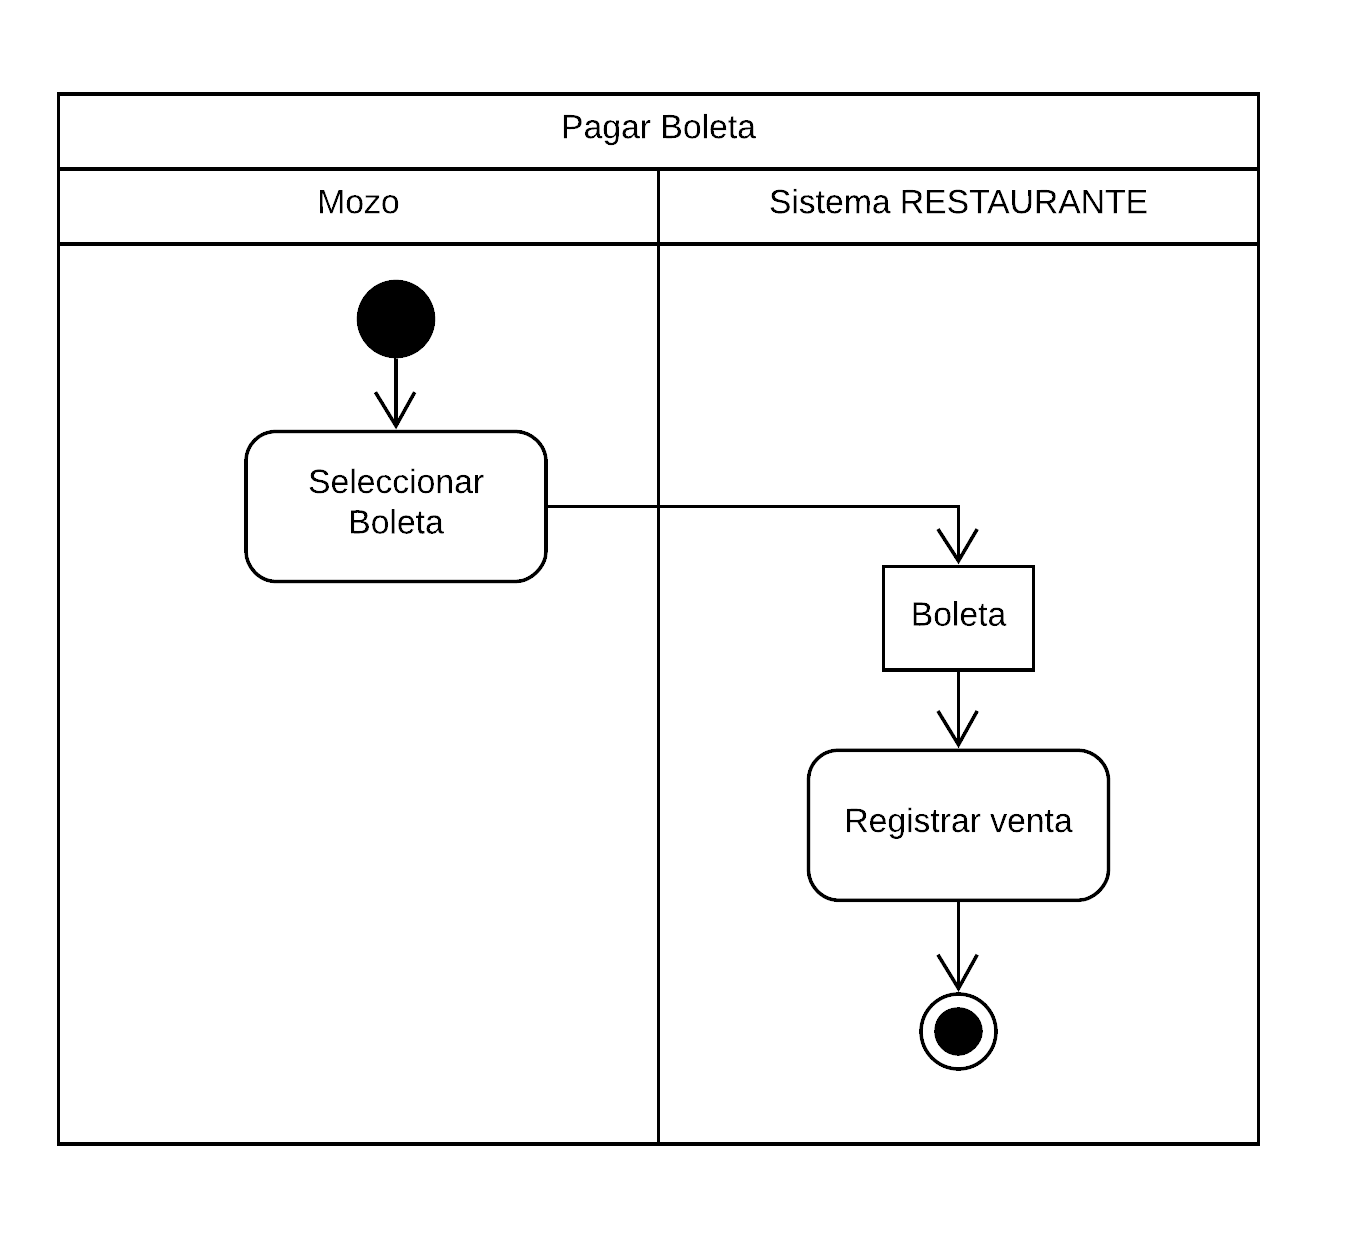 Pagar Boleta
Mozo
Sistema RESTAURANTE
Seleccionar
Boleta
Boleta
Registrar venta